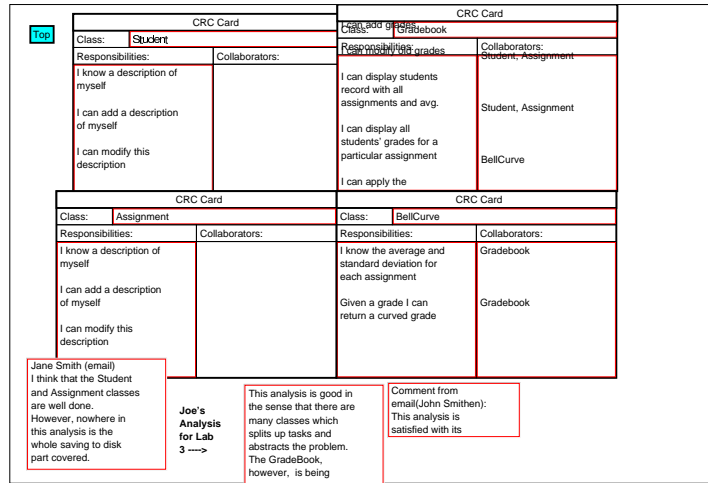 Top
CRC Card
Class: Student
Responsibilities: Collaborators:
I know a description of
myself
I can add a description
of myself
I can modify this
description
CRC Card
I can add grades
Class: Gradebook
Responsibilities: Collaborators:
I can modify old grades
Student, Assignment
I can display students
record with all
assignments and avg.
Student, Assignment
I can display all
students' grades for a
particular assignment
BellCurve
I can apply the
CRC Card
Class: Assignment
Responsibilities: Collaborators:
I know a description of
myself
I can add a description
of myself
I can modify this
description
CRC Card
Class: BellCurve
Responsibilities: Collaborators:
I know the average and
standard deviation for
each assignment
Gradebook
Given a grade I can
return a curved grade
Gradebook
Jane Smith (email)
I think that the Student
and Assignment classes
are well done.
However, nowhere in
this analysis is the
whole saving to disk
part covered.
Joe's
Analysis
for Lab
3 ---->
This analysis is good in
the sense that there are
many classes which
splits up tasks and
abstracts the problem.
The GradeBook,
however, is being
Comment from
email(John Smithen):
This analysis is
satisfied with its